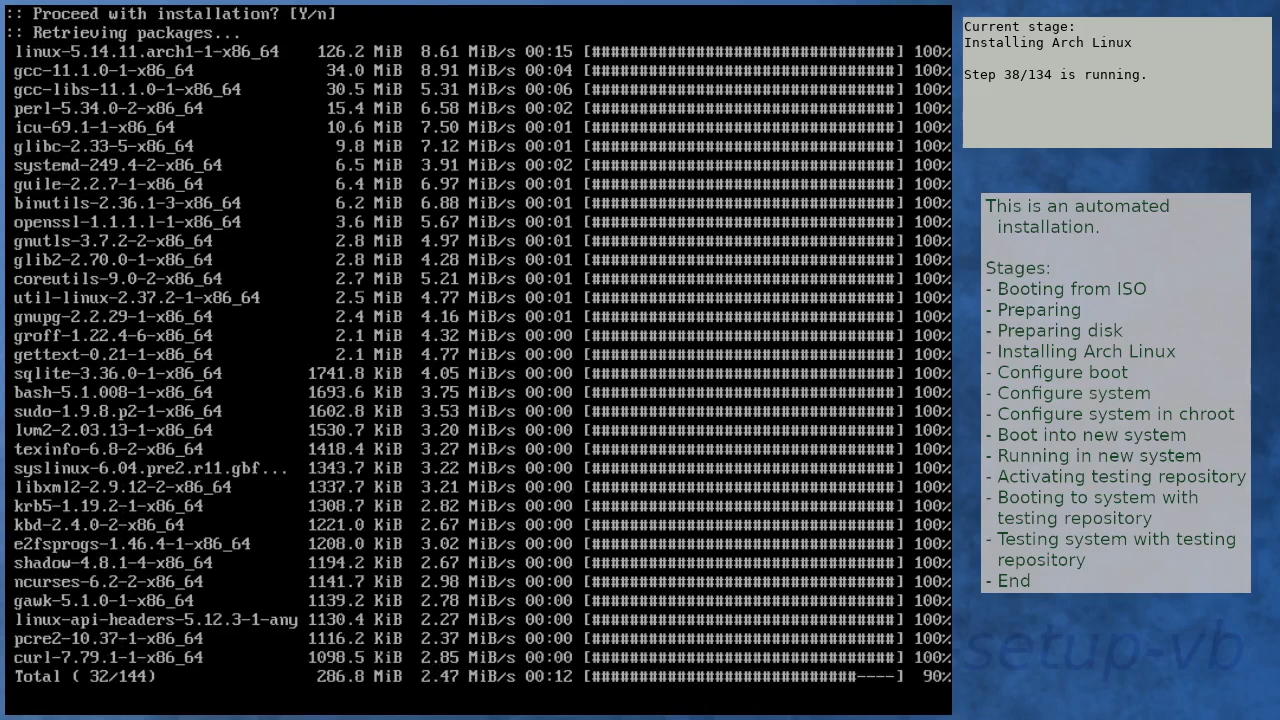 :: Proceed with installation? [Y/n]
:: Retrieving packages...
linux-5.14.11.arch1-1-x86_64 126.2 MiB 8.61 MiB/s 00:15 [################################] 100%
gcc-11.1.0-1-x86_64 34.0 MiB 8.91 MiB/s 00:04 [################################] 100%
gcc-libs-11.1.0-1-x86_64 30.5 MiB 5.31 MiB/s 00:06 [################################] 100%
perl-5.34.0-2-x86_64 15.4 MiB 6.58 MiB/s 00:02 [################################] 100%
icu-69.1-1-x86_64 10.6 MiB 7.50 MiB/s 00:01 [################################] 100%
glibc-2.33-5-x86_64 9.8 MiB 7.12 MiB/s 00:01 [################################] 100%
systemd-249.4-2-x86_64 6.5 MiB 3.91 MiB/s 00:02 [################################] 100%
guile-2.2.7-1-x86_64 6.4 MiB 6.97 MiB/s 00:01 [################################] 100%
binutils-2.36.1-3-x86_64 6.2 MiB 6.88 MiB/s 00:01 [################################] 100%
openssl-1.1.1.l-1-x86_64 3.6 MiB 5.67 MiB/s 00:01 [################################] 100%
gnutls-3.7.2-2-x86_64 2.8 MiB 4.97 MiB/s 00:01 [################################] 100%
glib2-2.70.0-1-x86_64 2.8 MiB 4.28 MiB/s 00:01 [################################] 100%
coreutils-9.0-2-x86_64 2.7 MiB 5.21 MiB/s 00:01 [################################] 100%
util-linux-2.37.2-1-x86_64 2.5 MiB 4.77 MiB/s 00:01 [################################] 100%
gnupg-2.2.29-1-x86_64 2.4 MiB 4.16 MiB/s 00:01 [################################] 100%
groff-1.22.4-6-x86_64 2.1 MiB 4.32 MiB/s 00:00 [################################] 100%
gettext-0.21-1-x86_64 2.1 MiB 4.77 MiB/s 00:00 [################################] 100%
sqlite-3.36.0-1-x86_64 1741.8 KiB 4.05 MiB/s 00:00 [################################] 100%
bash-5.1.008-1-x86_64 1693.6 KiB 3.75 MiB/s 00:00 [################################] 100%
sudo-1.9.8.p2-1-x86_64 1602.8 KiB 3.53 MiB/s 00:00 [################################] 100%
lvm2-2.03.13-1-x86_64 1530.7 KiB 3.20 MiB/s 00:00 [################################] 100%
texinfo-6.8-2-x86_64 1418.4 KiB 3.27 MiB/s 00:00 [################################] 100%
syslinux-6.04.pre2.r11.gbf... 1343.7 KiB 3.22 MiB/s 00:00 [################################] 100%
libxml2-2.9.12-2-x86_64 1337.7 KiB 3.21 MiB/s 00:00 [################################] 100%
krb5-1.19.2-1-x86_64 1308.7 KiB 2.82 MiB/s 00:00 [################################] 100%
kbd-2.4.0-2-x86_64 1221.0 KiB 2.67 MiB/s 00:00 [################################] 100%
e2fsprogs-1.46.4-1-x86_64 1208.0 KiB 3.02 MiB/s 00:00 [################################] 100%
shadow-4.8.1-4-x86_64 1194.2 KiB 2.67 MiB/s 00:00 [################################] 100%
ncurses-6.2-2-x86_64 1141.7 KiB 2.98 MiB/s 00:00 [################################] 100%
gawk-5.1.0-1-x86_64 1139.2 KiB 2.78 MiB/s 00:00 [################################] 100%
linux-api-headers-5.12.3-1-any 1130.4 KiB 2.27 MiB/s 00:00 [################################] 100%
pcre2-10.37-1-x86_64 1116.2 KiB 2.37 MiB/s 00:00 [################################] 100%
curl-7.79.1-1-x86_64 1098.5 KiB 2.85 MiB/s 00:00 [################################] 100%
Total ( 32/144) 286.8 MiB 2.47 MiB/s 00:12 [############################----] 90%
Current stage:
Installing Arch Linux
Step 38/134 is running.
This is an automated
installation.
Stages:
- Booting from ISO
- Preparing
- Preparing disk
- Installing Arch Linux
- Configure boot
- Configure system
- Configure system in chroot
- Boot into new system
- Running in new system
- Activating testing repository
- Booting to system with
testing repository
- Testing system with testing
repository
- End
setup-vb